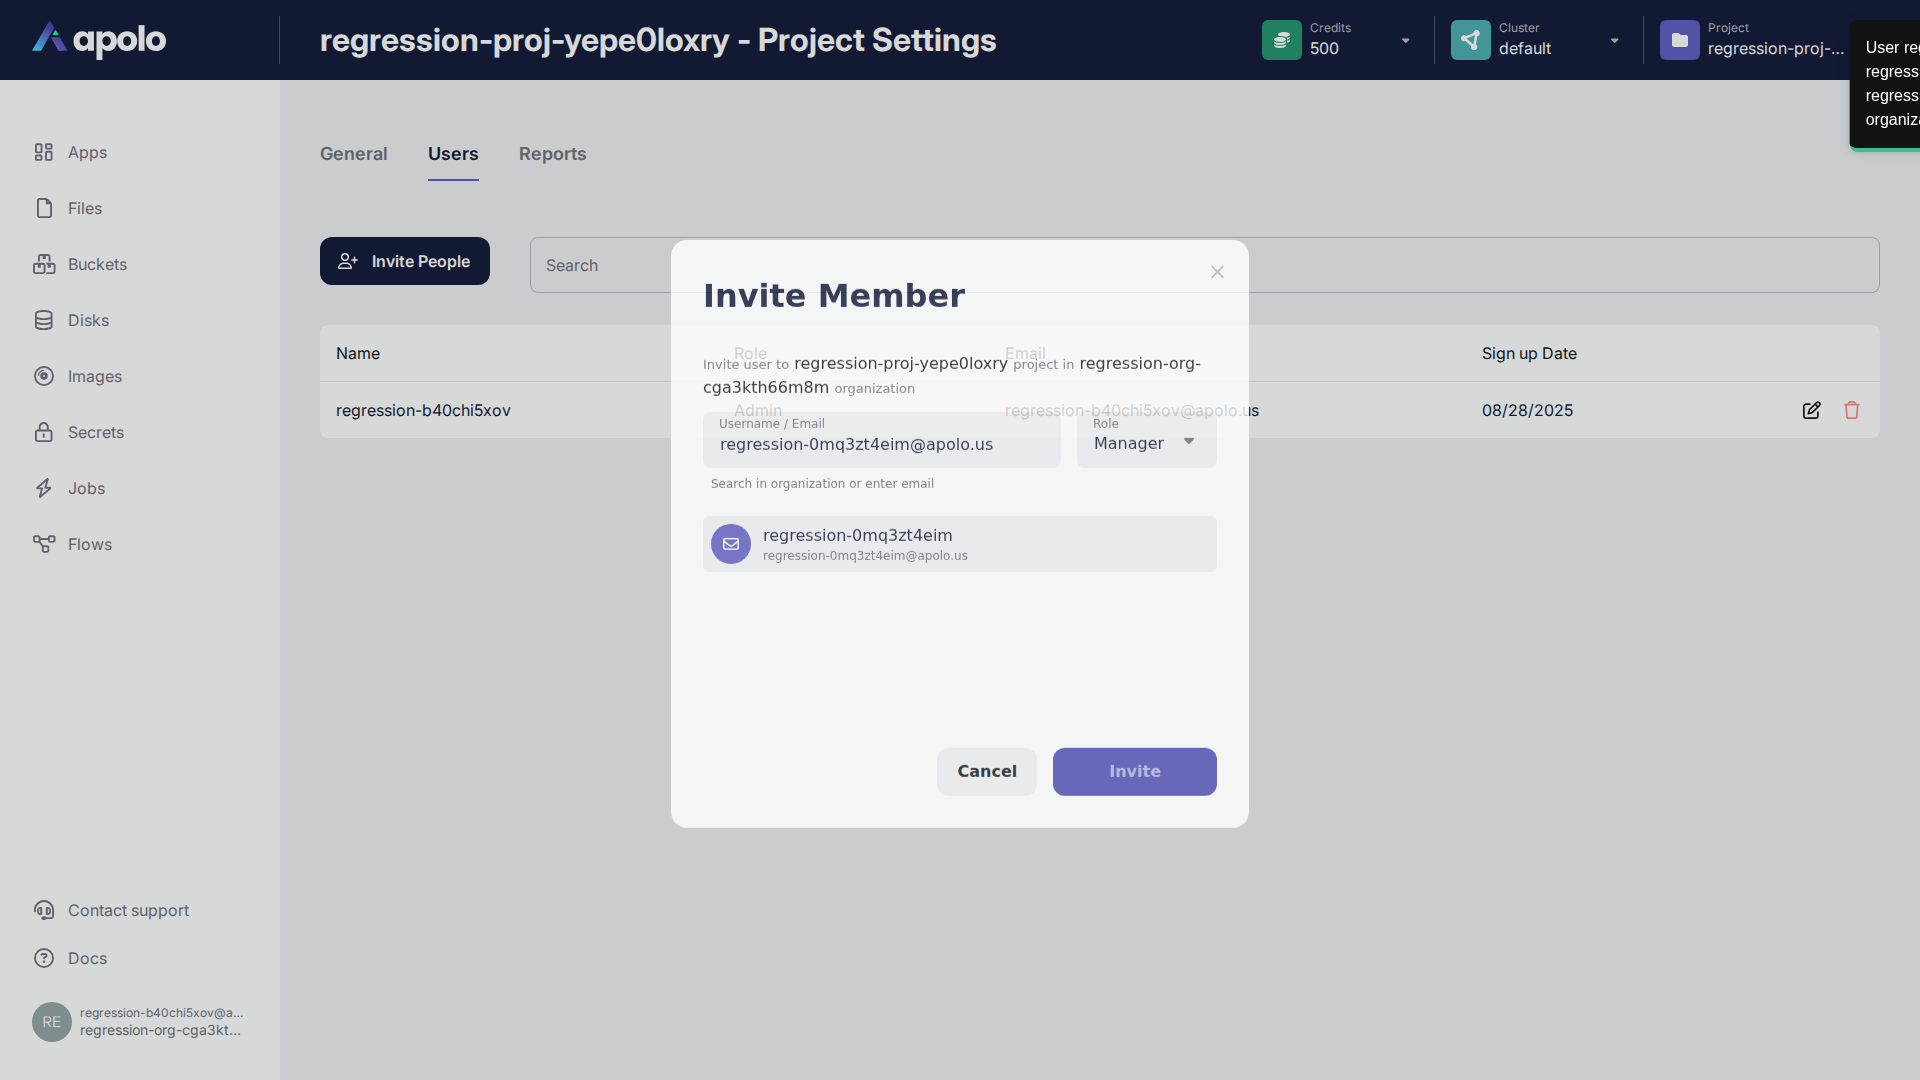 apolo
regression-proj-yepe0loxry - Project Settings
Credits
500
Cluster
default
Project
regression-proj-...
User
regress
regress
organiz
Apps
Files
Buckets
Disks
Images
Secrets
Jobs
Flows
Contact support
Docs
RE
regression-b40chi5xov@a...
regression-org-cga3kt...
General
Users
Reports
Invite People
Search
Name
Role
Email
Sign up Date
regression-b40chi5xov
Admin
regression-b40chi5xov@apolo.us
08/28/2025
Invite Member
Invite user to regression-proj-yepe0loxry project in regression-org-
cga3kth66m8m organization
Username / Email
regression-0mq3zt4eim@apolo.us
Role
Manager
Search in organization or enter email
regression-0mq3zt4eim
regression-0mq3zt4eim@apolo.us
Cancel
Invite